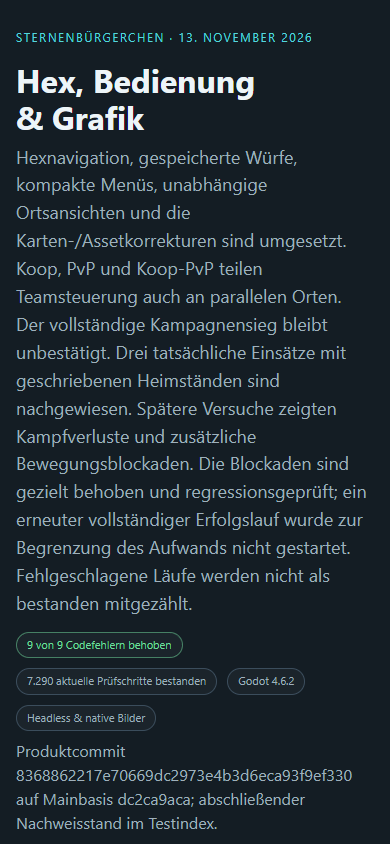 STERNENBÜRGERCHEN · 13. NOVEMBER 2026
Hex, Bedienung
& Grafik
Hexnavigation, gespeicherte Würfe,
kompakte Menüs, unabhängige
Ortsansichten und die
Karten-/Assetkorrekturen sind umgesetzt.
Koop, PvP und Koop-PvP teilen
Teamsteuerung auch an parallelen Orten.
Der vollständige Kampagnensieg bleibt
unbestätigt. Drei tatsächliche Einsätze mit
geschriebenen Heimständen sind
nachgewiesen. Spätere Versuche zeigten
Kampfverluste und zusätzliche
Bewegungsblockaden. Die Blockaden sind
gezielt behoben und regressionsgeprüft; ein
erneuter vollständiger Erfolgslauf wurde zur
Begrenzung des Aufwands nicht gestartet.
Fehlgeschlagene Läufe werden nicht als
bestanden mitgezählt.
9 von 9 Codefehlern behoben
7.290 aktuelle Prüfschritte bestanden
Godot 4.6.2
Headless & native Bilder
Produktcommit
8368862217e70669dc2973e4b3d6eca93f9ef330
auf Mainbasis dc2ca9aca; abschließender
Nachweisstand im Testindex.